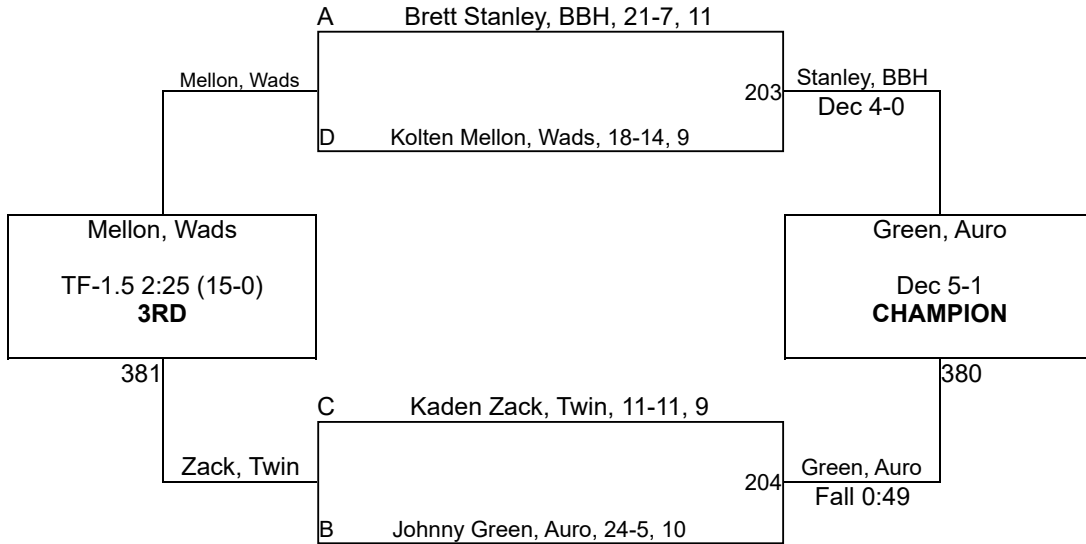 A
Brett Stanley, BBH, 21-7, 11
Mellon, Wads
203
Stanley, BBH
Dec 4-0
D
Kolten Mellon, Wads, 18-14, 9
Mellon, Wads
TF-1.5 2:25 (15-0)
3RD
Green, Auro
Dec 5-1
CHAMPION
381
380
C
Kaden Zack, Twin, 11-11, 9
Zack, Twin
204
Green, Auro
Fall 0:49
B
Johnny Green, Auro, 24-5, 10